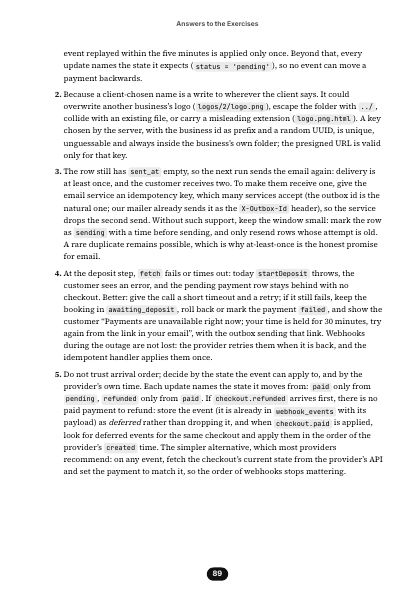 Answers to the Exercises
event replayed within the five minutes is applied only once. Beyond that, every
update names the state it expects ( status = 'pending' ), so no event can move a
payment backwards.
2. Because a client-chosen name is a write to wherever the client says. It could
overwrite another business's logo ( logos/2/logo.png ), escape the folder with ../ ,
collide with an existing file, or carry a misleading extension ( logo.png.html ). A key
chosen by the server, with the business id as prefix and a random UUID, is unique,
unguessable and always inside the business's own folder; the presigned URL is valid
only for that key.
3. The row still has sent_at empty, so the next run sends the email again: delivery is
at least once, and the customer receives two. To make them receive one, give the
email service an idempotency key, which many services accept (the outbox id is the
natural one; our mailer already sends it as the X-Outbox-Id header), so the service
drops the second send. Without such support, keep the window small: mark the row
as sending with a time before sending, and only resend rows whose attempt is old.
A rare duplicate remains possible, which is why at-least-once is the honest promise
for email.
4. At the deposit step, fetch fails or times out: today startDeposit throws, the
customer sees an error, and the pending payment row stays behind with no
checkout. Better: give the call a short timeout and a retry; if it still fails, keep the
booking in awaiting_deposit , roll back or mark the payment failed , and show the
customer “Payments are unavailable right now; your time is held for 30 minutes, try
again from the link in your email”, with the outbox sending that link. Webhooks
during the outage are not lost: the provider retries them when it is back, and the
idempotent handler applies them once.
5. Do not trust arrival order; decide by the state the event can apply to, and by the
provider's own time. Each update names the state it moves from: paid only from
pending , refunded only from paid . If checkout.refunded arrives first, there is no
paid payment to refund: store the event (it is already in webhook_events with its
payload) as deferred rather than dropping it, and when checkout.paid is applied,
look for deferred events for the same checkout and apply them in the order of the
provider's created time. The simpler alternative, which most providers
recommend: on any event, fetch the checkout's current state from the provider's API
and set the payment to match it, so the order of webhooks stops mattering.
89